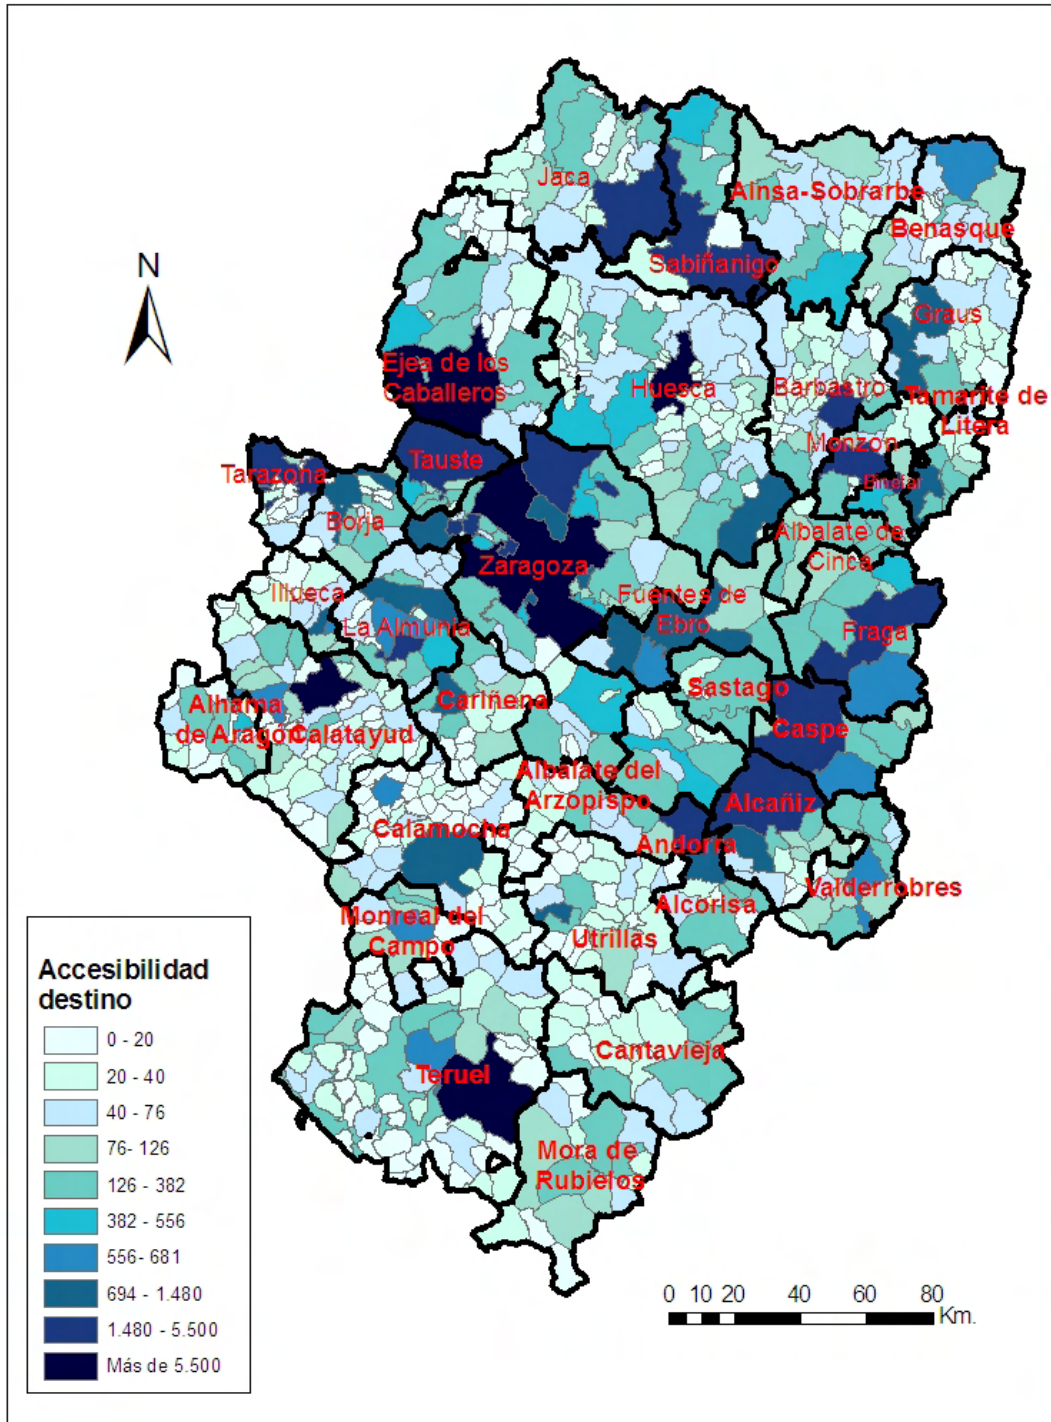 N
Jaca
Ainsa-Sobrarbe
Benasque
Sabiñanigo
Graus
Ejea de los
Caballeros
Huesca
Barbastro
Tamarite de
Litera
Monzon
Binefar
Tarazona
Tauste
Borja
Albalate de
Cinca
Zaragoza
Illueca
La Almunia
Fuentes de
Ebro
Fraga
Alhama
de Aragón
Calatayud
Cariñena
Sastago
Caspe
Albalate del
Arzopispo
Alcañiz
Calamocha
Andorra
Valderrobres
Alcorisa
Monreal del
Campo
Utrillas
Cantavieja
Teruel
Mora de
Rubielos
Accesibilidad
destino
0 - 20
20 - 40
40 - 76
76- 126
126 - 382
382 - 556
556- 681
694 - 1.480
1.480 - 5.500
Más de 5.500
0 10 20 40 60 80
Km.